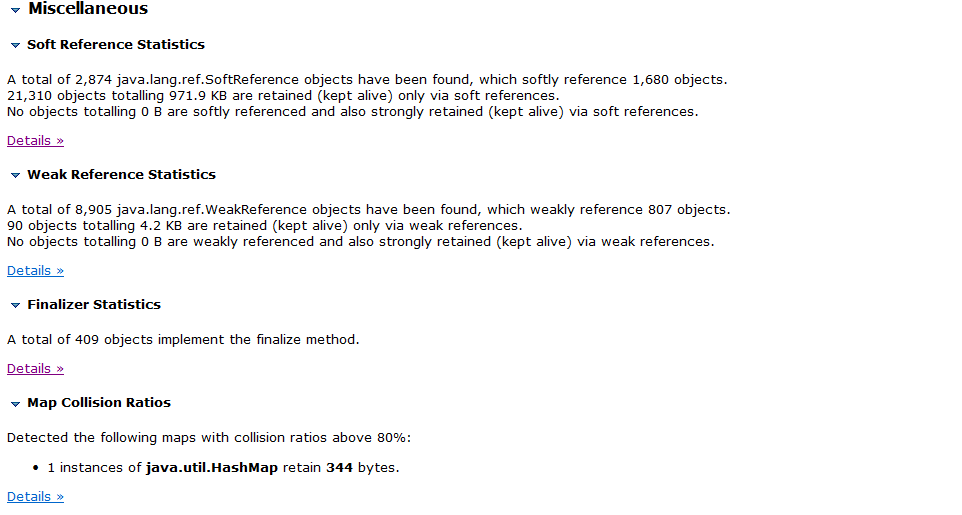 Miscellaneous
Soft Reference Statistics
A total of 2,874 java.lang.ref.SoftReference objects have been found, which softly reference 1,680 objects.
21,310 objects totalling 971.9 KB are retained (kept alive) only via soft references.
No objects totalling 0 B are softly referenced and also strongly retained (kept alive) via soft references.
Details »
Weak Reference Statistics
A total of 8,905 java.lang.ref.WeakReference objects have been found, which weakly reference 807 objects.
90 objects totalling 4.2 KB are retained (kept alive) only via weak references.
No objects totalling 0 B are weakly referenced and also strongly retained (kept alive) via weak references.
Details »
Finalizer Statistics
A total of 409 objects implement the finalize method.
Details »
Map Collision Ratios
Detected the following maps with collision ratios above 80%:
• 1 instances of java.util.HashMap retain 344 bytes.
Details »